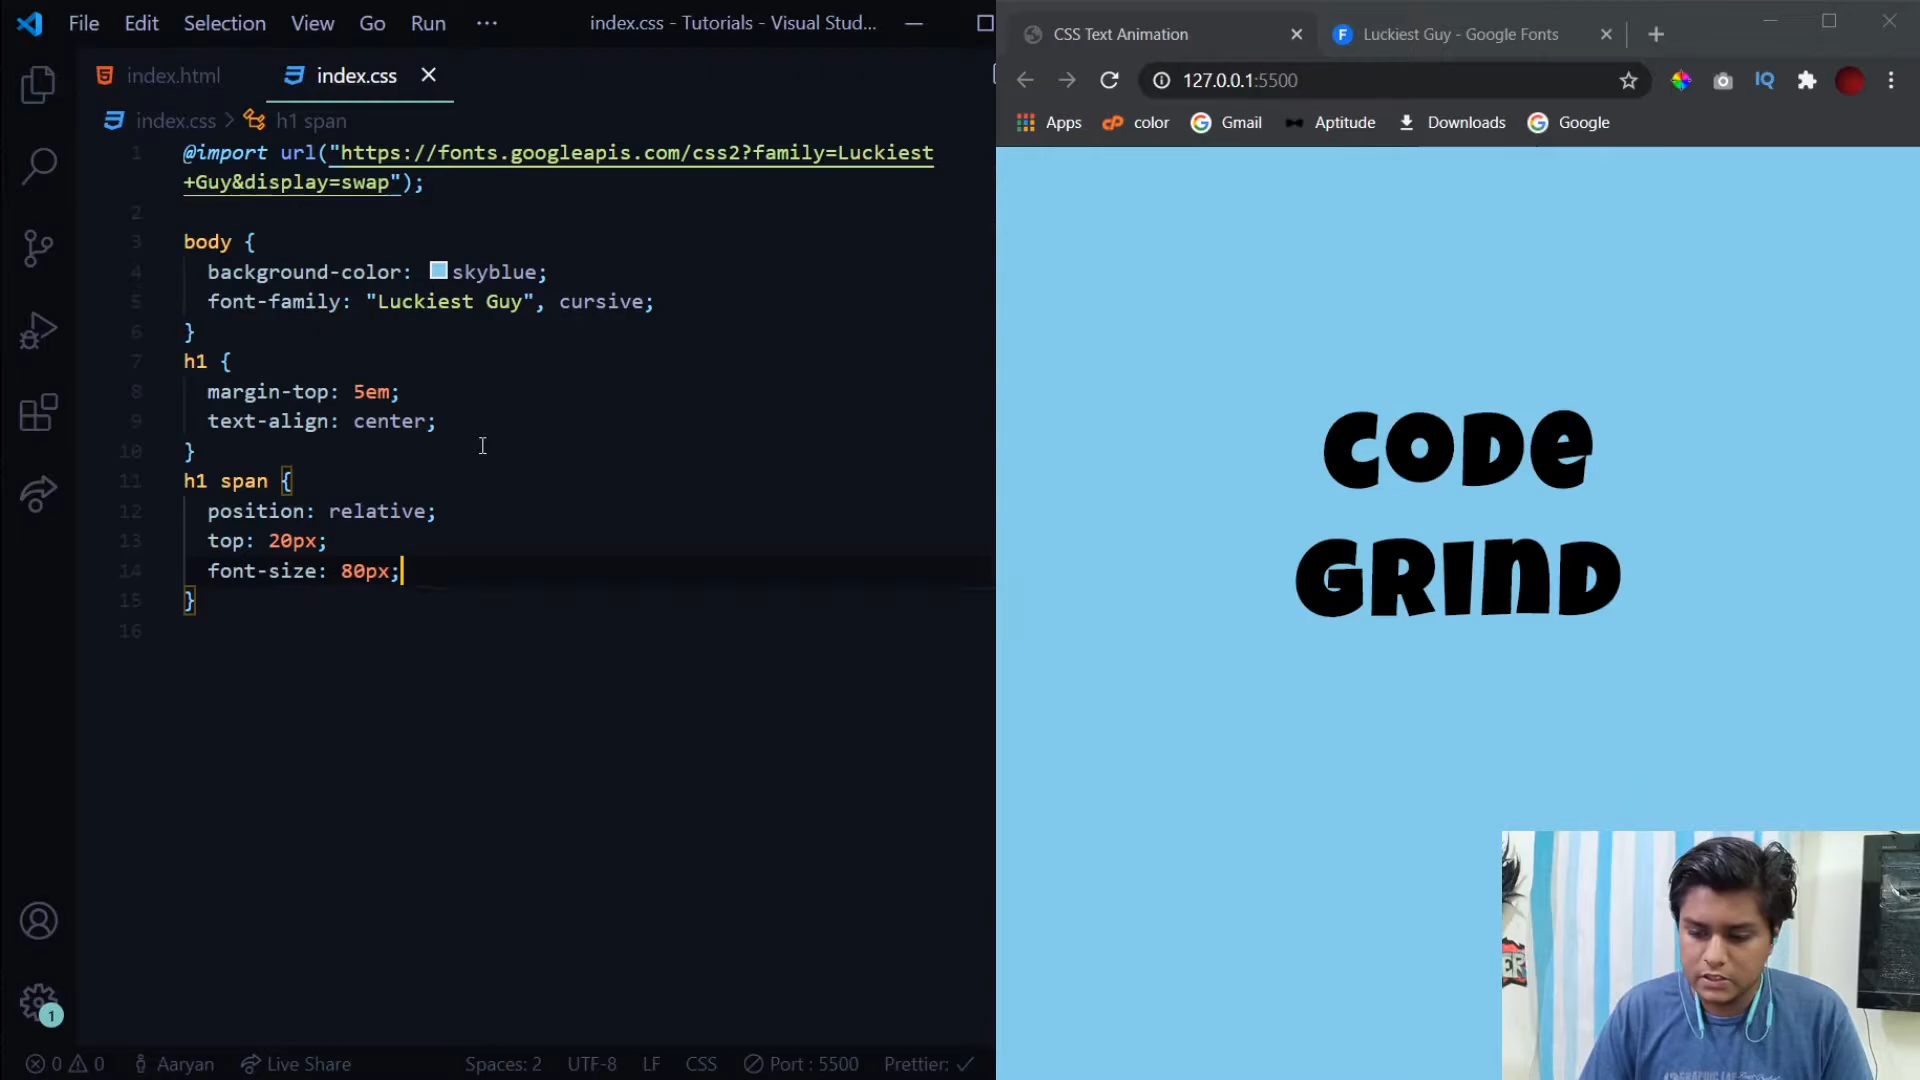 File Edit Selection View Go Run ··· index.css - Tutorials - Visual Stud...
index.html index.css
index.css > h1 span
1 @import url("https://fonts.googleapis.com/css2?family=Luckiest
+Guy&display=swap");
2
3 body {
4 background-color: skyblue;
5 font-family: "Luckiest Guy", cursive;
6 }
7 h1 {
8 margin-top: 5em;
9 text-align: center;
10 }
11 h1 span {
12 position: relative;
13 top: 20px;
14 font-size: 80px;
15 }
16
1
0 0 Aaryan Live Share Spaces: 2 UTF-8 LF CSS Port : 5500 Prettier: ✓
CSS Text Animation Luckiest Guy - Google Fonts
127.0.0.1:5500 IQ
Apps color Gmail Aptitude Downloads Google
CODE
GRIND